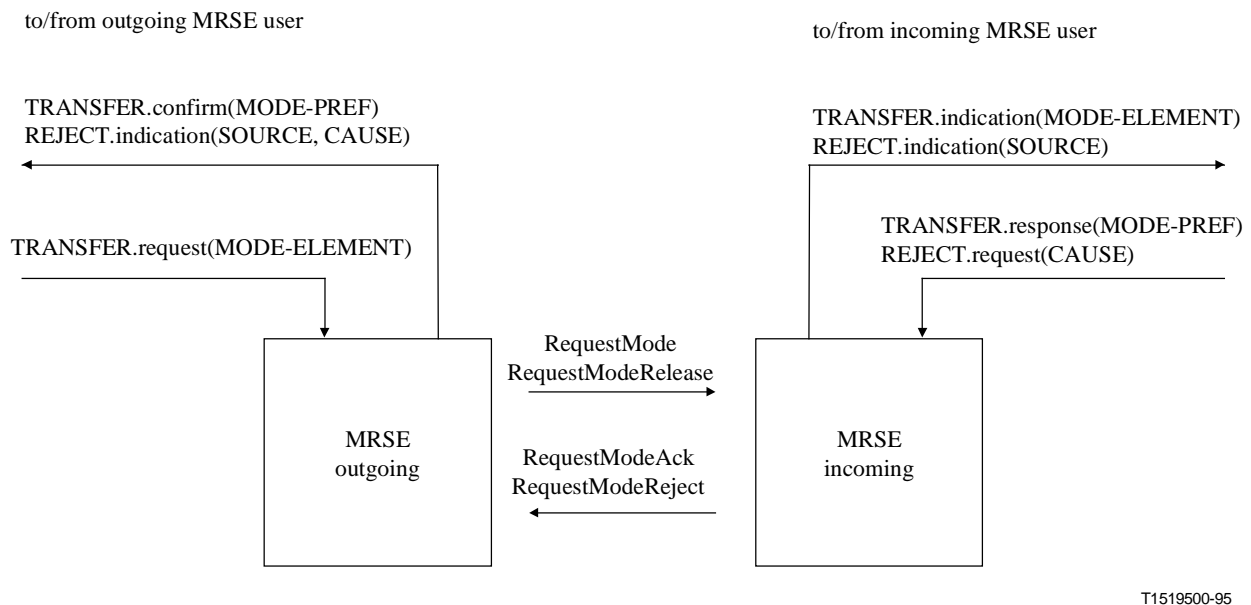 to/from outgoing MRSE user
to/from incoming MRSE user
TRANSFER.confirm(MODE-PREF)
REJECT.indication(SOURCE, CAUSE)
TRANSFER.indication(MODE-ELEMENT)
REJECT.indication(SOURCE)
TRANSFER.request(MODE-ELEMENT)
TRANSFER.response(MODE-PREF)
REJECT.request(CAUSE)
RequestMode
RequestModeRelease
MRSE
outgoing
RequestModeAck
RequestModeReject
MRSE
incoming
T1519500-95